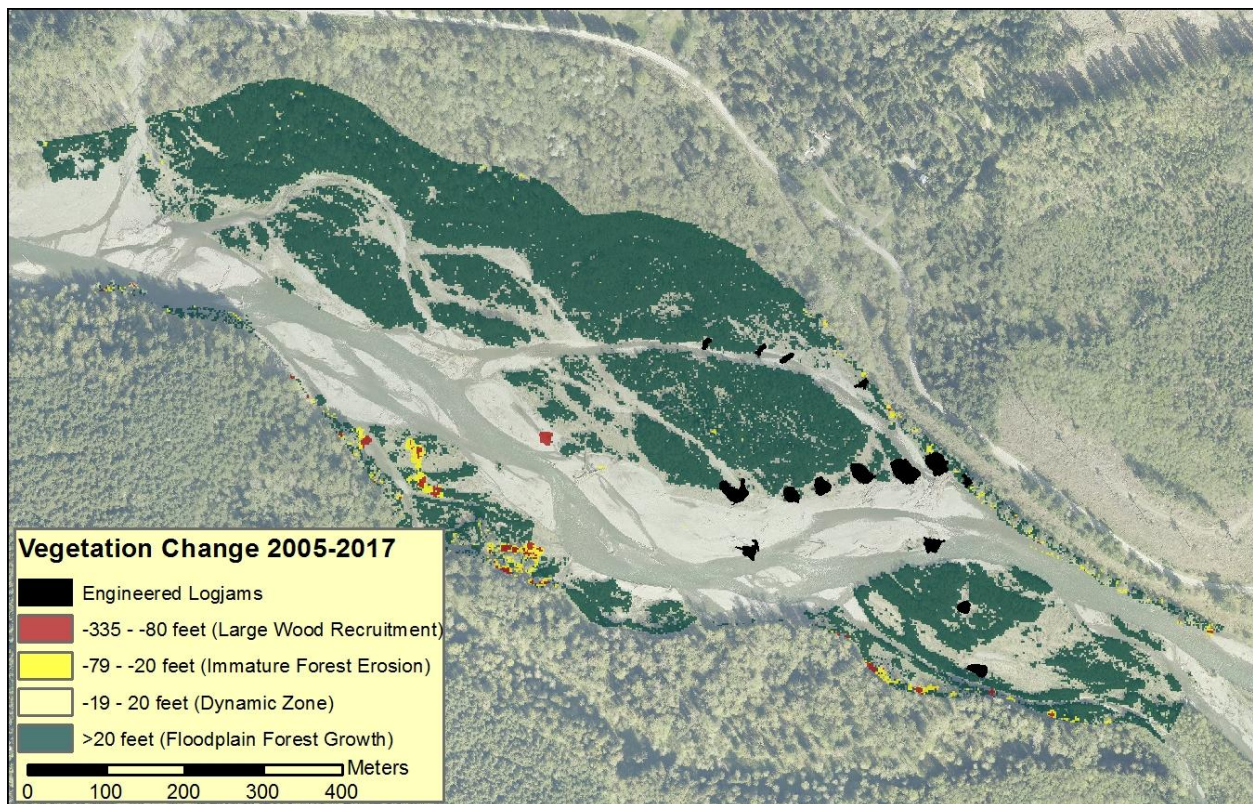 Vegetation Change 2005-2017
Engineered Logjams
-335 - -80 feet (Large Wood Recruitment)
-79 - -20 feet (Immature Forest Erosion)
-19 - 20 feet (Dynamic Zone)
>20 feet (Floodplain Forest Growth)
Meters
0 100 200 300 400